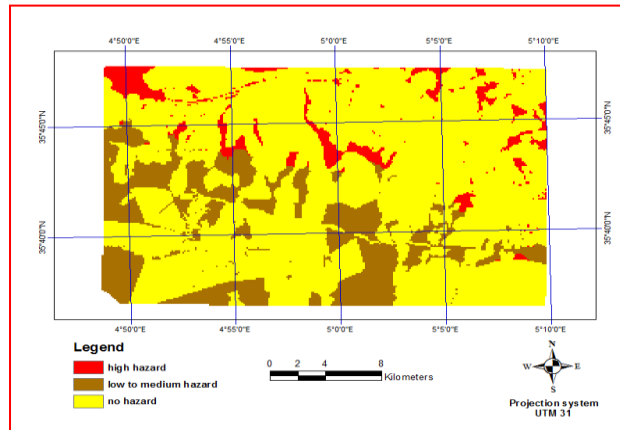 4°50'0"E 4°55'0"E 5°0'0"E 5°5'0"E 5°10'0"E
35°45'0"N 35°45'0"N
35°40'0"N 35°40'0"N
4°50'0"E 4°55'0"E 5°0'0"E 5°5'0"E 5°10'0"E
Legend
high hazard
low to medium hazard
no hazard
0 2 4 8
Kilometers
N
W E
S
Projection system
UTM 31